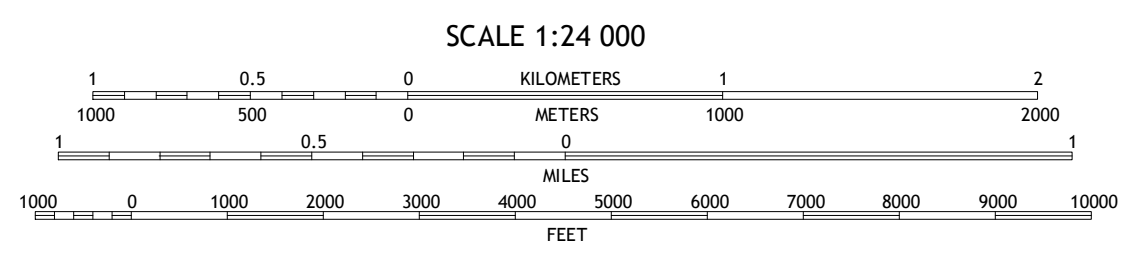 SCALE 1:24 000
1 0.5 0 KILOMETERS 1 2
1000 500 0 METERS 1000 2000
1 0.5 0 1
MILES
1000 0 1000 2000 3000 4000 5000 6000 7000 8000 9000 10000
FEET